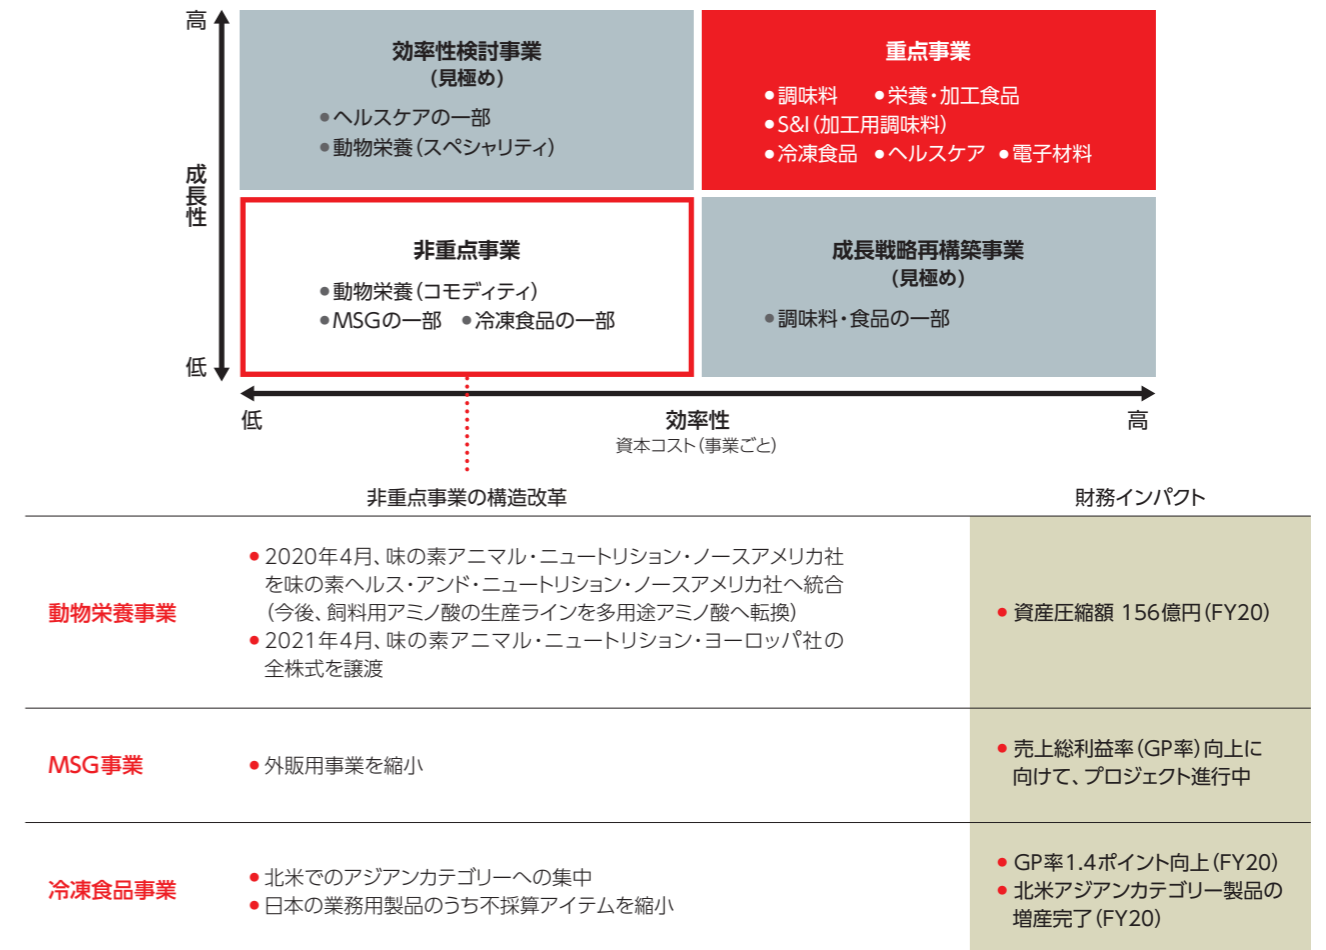 高
効率性検討事業
(見極め)
●ヘルスケアの一部
●動物栄養(スペシャリティ)
重点事業
●調味料 ●栄養・加工食品
●S&I(加工用調味料)
●冷凍食品 ●ヘルスケア ●電子材料
成長性
非重点事業
●動物栄養(コモディティ)
●MSGの一部 ●冷凍食品の一部
成長戦略再構築事業
(見極め)
●調味料・食品の一部
低
低
効率性
高
資本コスト(事業ごと)
非重点事業の構造改革
財務インパクト
動物栄養事業
●2020年4月、味の素アニマル・ニュートリション・ノースアメリカ社
を味の素ヘルス・アンド・ニュートリション・ノースアメリカ社へ統合
(今後、飼料用アミノ酸の生産ラインを多用途アミノ酸へ転換)
●2021年4月、味の素アニマル・ニュートリション・ヨーロッパ社の
全株式を譲渡
●資産圧縮額 156億円(FY20)
MSG事業
●外販用事業を縮小
●売上総利益率(GP率)向上に
向けて、プロジェクト進行中
冷凍食品事業
●北米でのアジアンカテゴリーへの集中
●日本の業務用製品のうち不採算アイテムを縮小
●GP率1.4ポイント向上(FY20)
●北米アジアンカテゴリー製品の
増産完了(FY20)